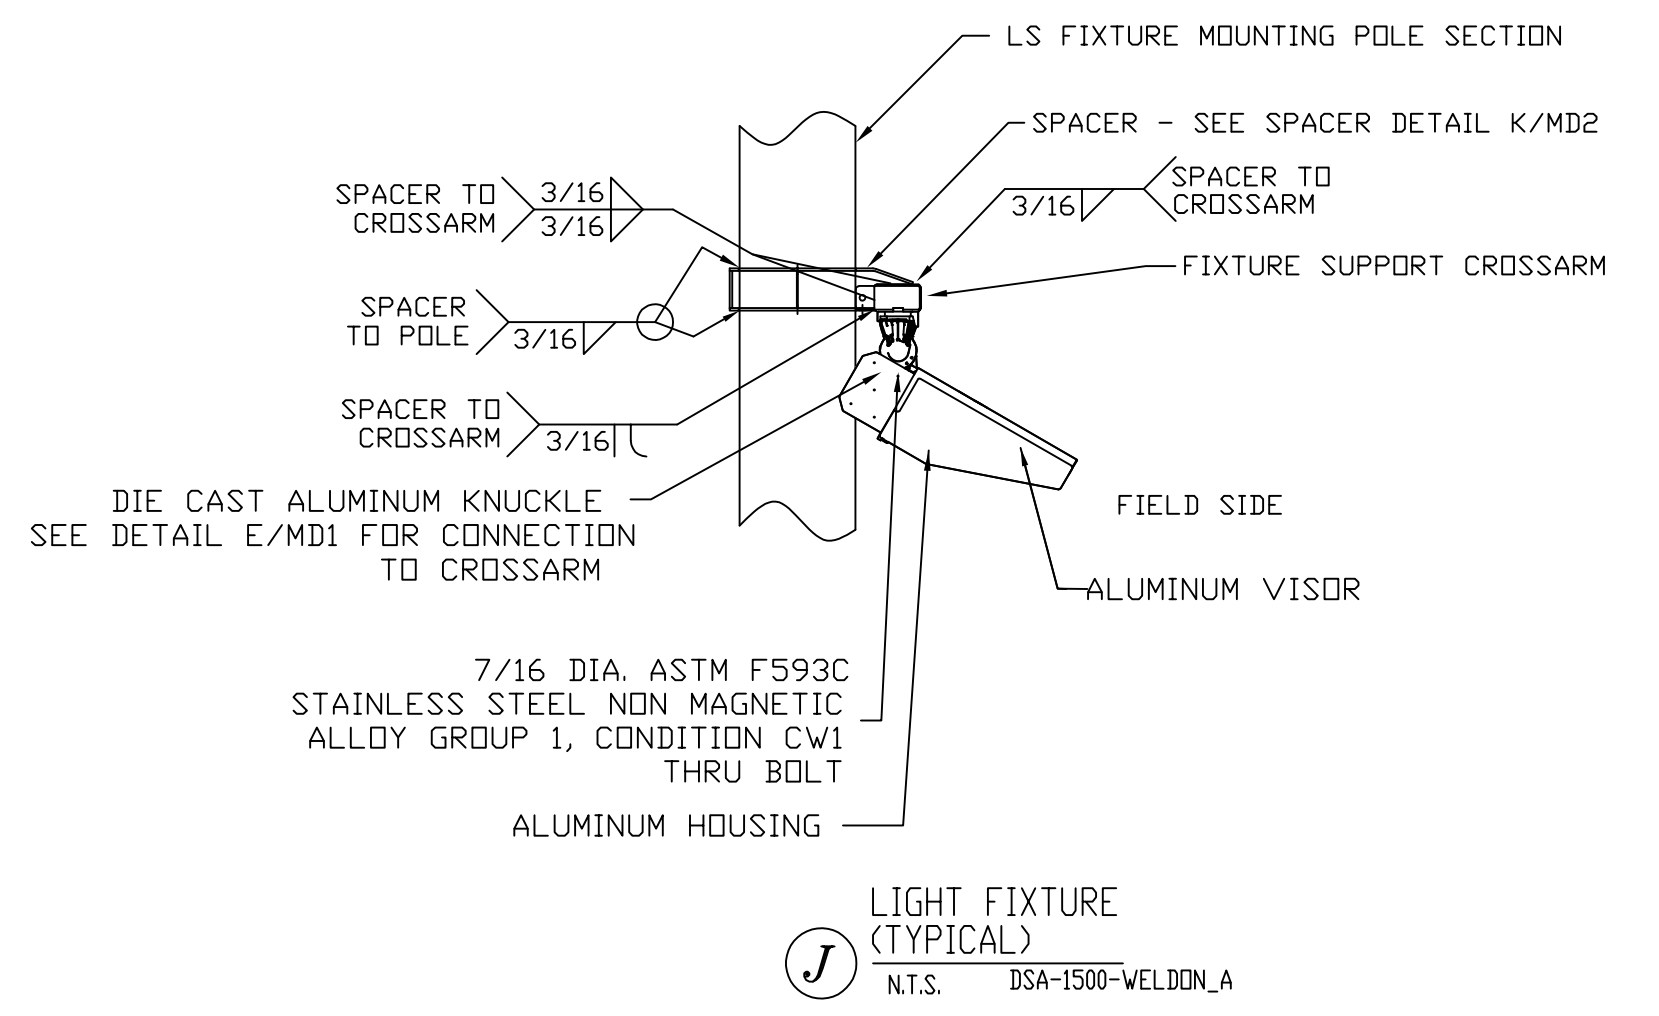 LS FIXTURE MOUNTING POLE SECTION
SPACER - SEE SPACER DETAIL K/MD2
SPACER TO
CROSSARM
3/16
3/16
3/16
SPACER TO
CROSSARM
FIXTURE SUPPORT CROSSARM
SPACER
TO POLE
3/16
SPACER TO
CROSSARM
3/16
DIE CAST ALUMINUM KNUCKLE
SEE DETAIL E/MD1 FOR CONNECTION
TO CROSSARM
FIELD SIDE
ALUMINUM VISOR
7/16 DIA. ASTM F593C
STAINLESS STEEL NON MAGNETIC
ALLOY GROUP 1, CONDITION CW1
THRU BOLT
ALUMINUM HOUSING
J
LIGHT FIXTURE
(TYPICAL)
N.T.S. DSA-1500-WELDON_A